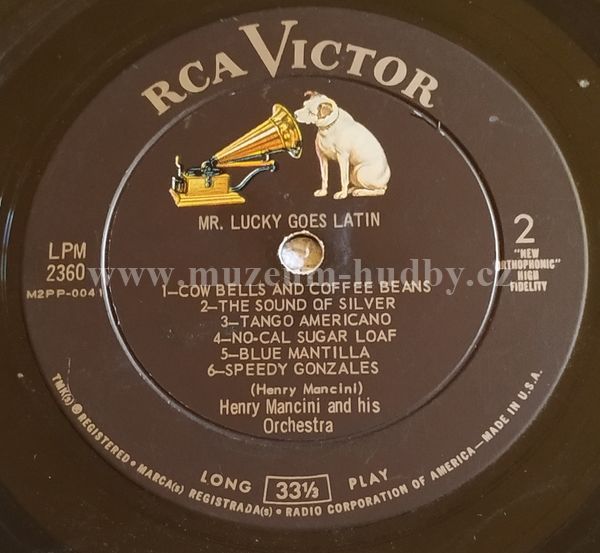 RCA VICTOR
MR. LUCKY GOES LATIN
LPM
2360
M2PP-0041
2
"NEW
ORTHOPHONIC"
HIGH
FIDELITY
www.muzeum-hudby.cz
1—COW BELLS AND COFFEE BEANS
2—THE SOUND OF SILVER
3—TANGO AMERICANO
4—NO-CAL SUGAR LOAF
5—BLUE MANTILLA
6—SPEEDY GONZALES
(Henry Mancini)
Henry Mancini and his
Orchestra
LONG 33⅓ PLAY
TMK(s) ® REGISTERED • MARCA(s) REGISTRADA(s) • RADIO CORPORATION OF AMERICA—MADE IN U.S.A.